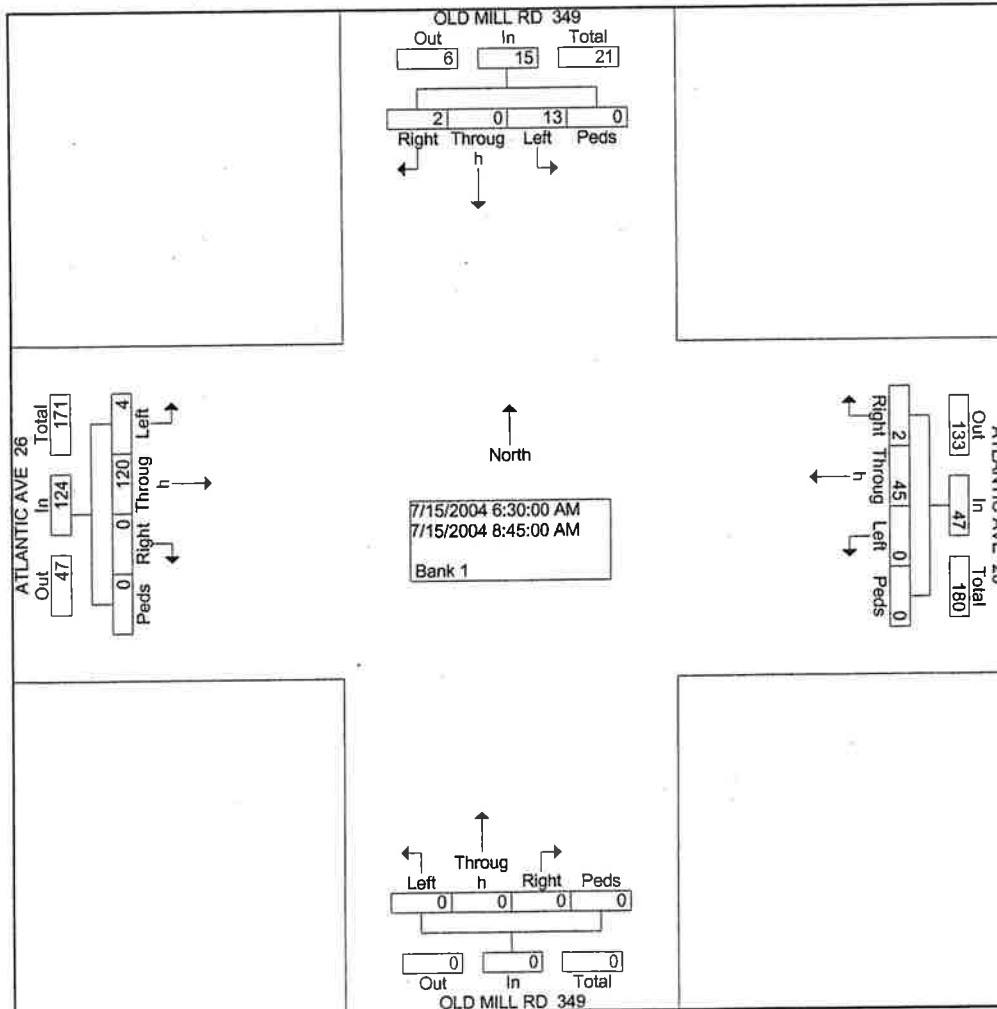 OLD MILL RD 349
Out In Total
6 15 21
2 0 13 0
Right Throug Left Peds
h
ATLANTIC AVE 26
Out In Total
47 124 171
4 120 0 0
Left Throug Right Peds
h
North
7/15/2004 6:30:00 AM
7/15/2004 8:45:00 AM
Bank 1
Right Throug Left Peds
h
2 45 0 0
Out In Total
133 47 180
Throug
Left h Right Peds
0 0 0 0
0 0 0
Out In Total
OLD MILL RD 349